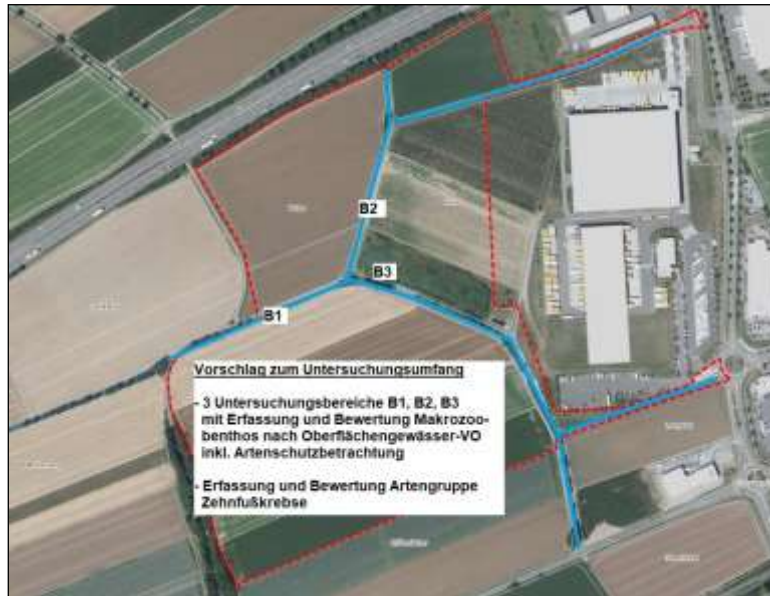 B2
B3
B1
Vorschlag zum Untersuchungsumfang
- 3 Untersuchungsbereiche B1, B2, B3
mit Erfassung und Bewertung Makrozoo-
benthos nach Oberflächengewässer-VO
inkl. Artenschutzbetrachtung
- Erfassung und Bewertung Artengruppe
Zehnfußkrebse